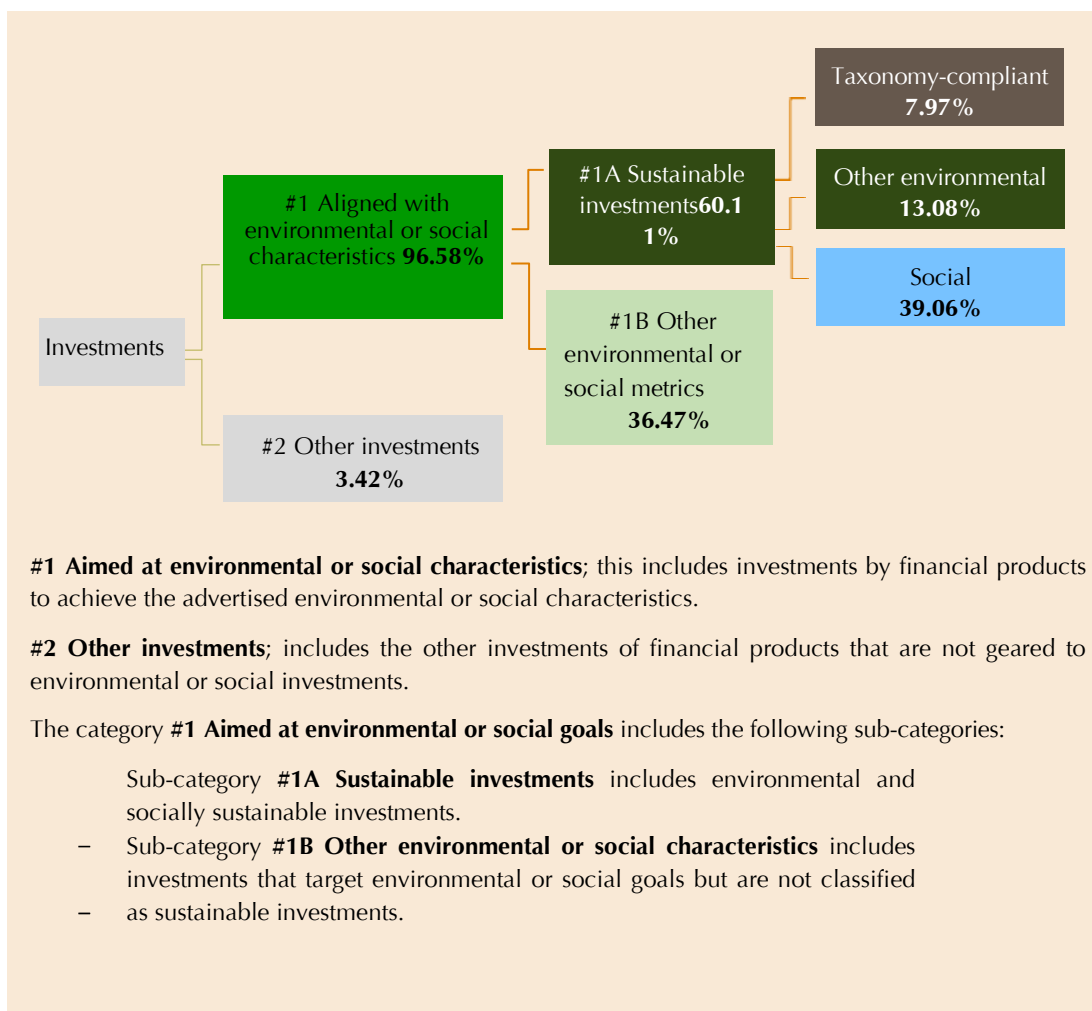 Taxonomy-compliant
7.97%
#1A Sustainable
investments60.1
1%
Other environmental
13.08%
#1 Aligned with
environmental or social
characteristics 96.58%
Social
39.06%
Investments
#1B Other
environmental or
social metrics
36.47%
#2 Other investments
3.42%
#1 Aimed at environmental or social characteristics; this includes investments by financial products
to achieve the advertised environmental or social characteristics.
#2 Other investments; includes the other investments of financial products that are not geared to
environmental or social investments.
The category #1 Aimed at environmental or social goals includes the following sub-categories:
Sub-category #1A Sustainable investments includes environmental and
socially sustainable investments.
– Sub-category #1B Other environmental or social characteristics includes
investments that target environmental or social goals but are not classified
– as sustainable investments.